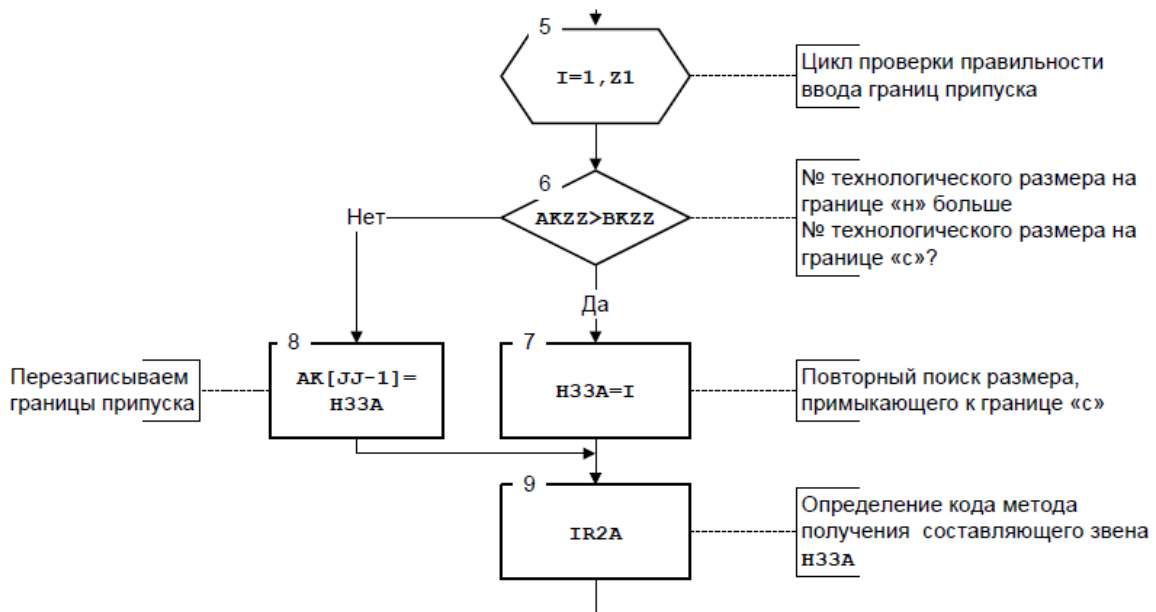 5
I=1,Z1
Цикл проверки правильности
ввода границ припуска
6
AKZZ>BKZZ
№ технологического размера на
границе «н» больше
№ технологического размера на
границе «с»?
Нет
Да
8
AK[JJ-1]=
H33A
Перезаписываем
границы припуска
7
H33A=I
Повторный поиск размера,
примыкающего к границе «с»
9
IR2A
Определение кода метода
получения составляющего звена
H33A